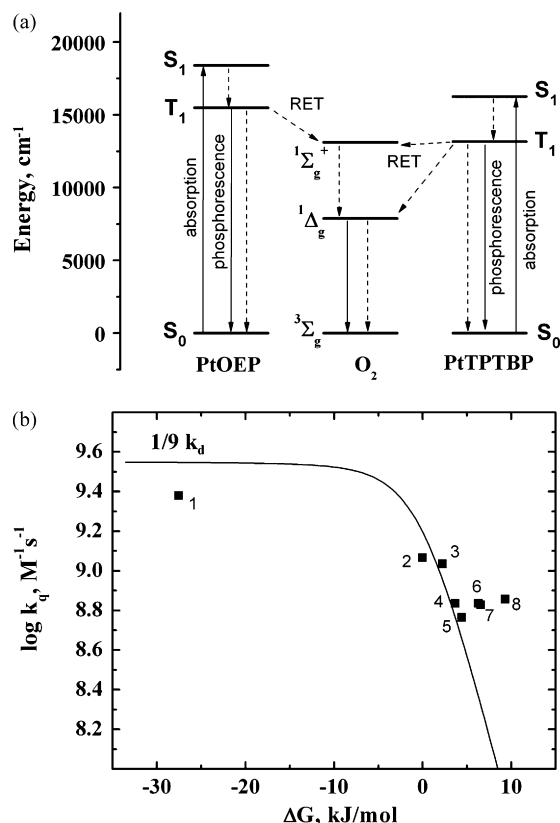 (a)
Energy, cm⁻¹
20000
15000
10000
5000
0
S₁
T₁
S₀
absorption
phosphorescence
PtOEP
RET
¹Σg⁺
¹Δg
³Σg
O₂
RET
S₁
T₁
S₀
phosphorescence
absorption
PtTPTBP
(b)
log kq, M⁻¹s⁻¹
9.6
9.4
9.2
9.0
8.8
8.6
8.4
8.2
1/9 kd
1
2
3
4
5
6
7
8
-30
-20
-10
0
10
ΔG, kJ/mol